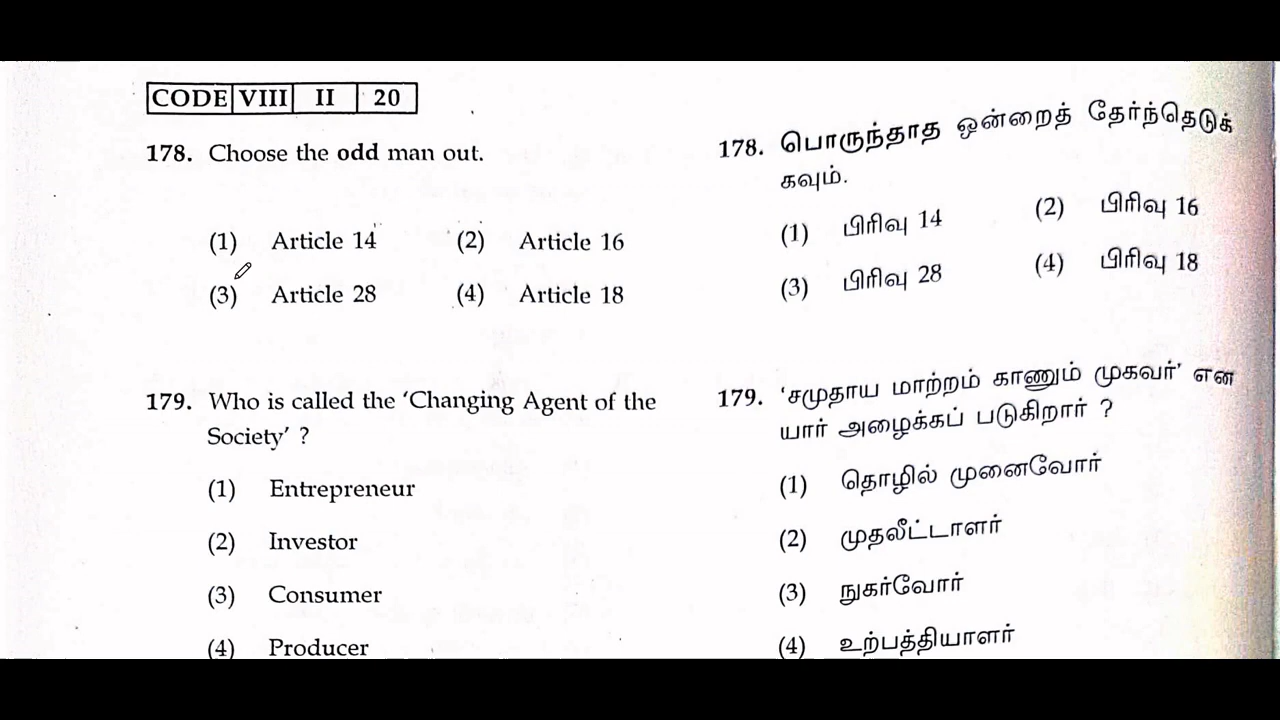 CODE VIII II 20
178. Choose the odd man out.
(1) Article 14 (2) Article 16
(3) Article 28 (4) Article 18
179. Who is called the ‘Changing Agent of the
Society’ ?
(1) Entrepreneur
(2) Investor
(3) Consumer
(4) Producer
178. பொருந்தாத ஒன்றைத் தேர்ந்தெடுக்
கவும்.
(1) பிரிவு 14 (2) பிரிவு 16
(3) பிரிவு 28 (4) பிரிவு 18
179. ‘சமுதாய மாற்றம் காணும் முகவர்’ என
யார் அழைக்கப் படுகிறார் ?
(1) தொழில் முனைவோர்
(2) முதலீட்டாளர்
(3) நுகர்வோர்
(4) உற்பத்தியாளர்